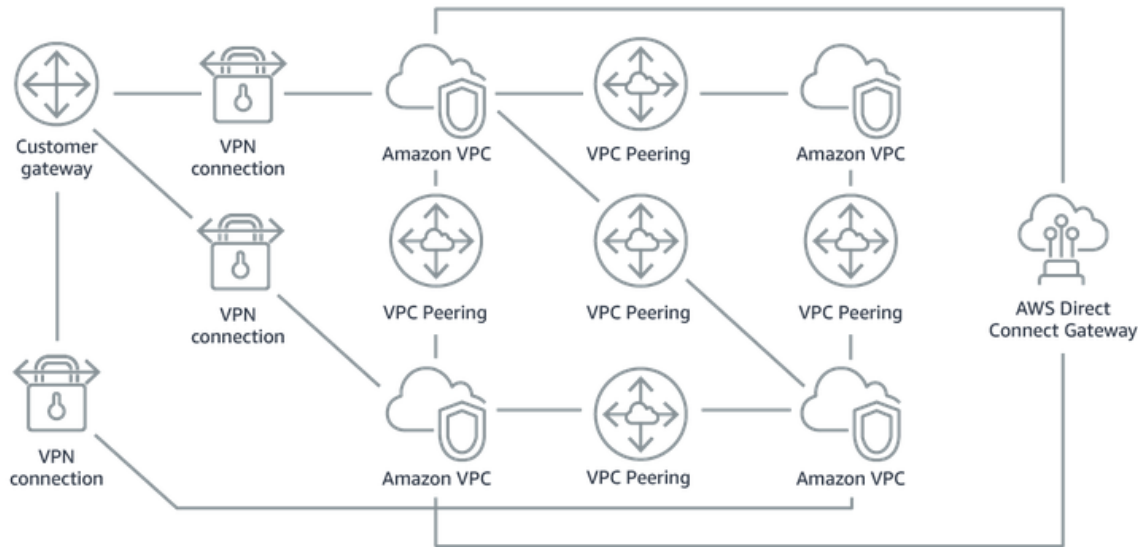 Customer
gateway
VPN
connection
Amazon VPC
VPC Peering
Amazon VPC
VPN
connection
VPC Peering
VPC Peering
VPC Peering
AWS Direct
Connect Gateway
VPN
connection
Amazon VPC
VPC Peering
Amazon VPC